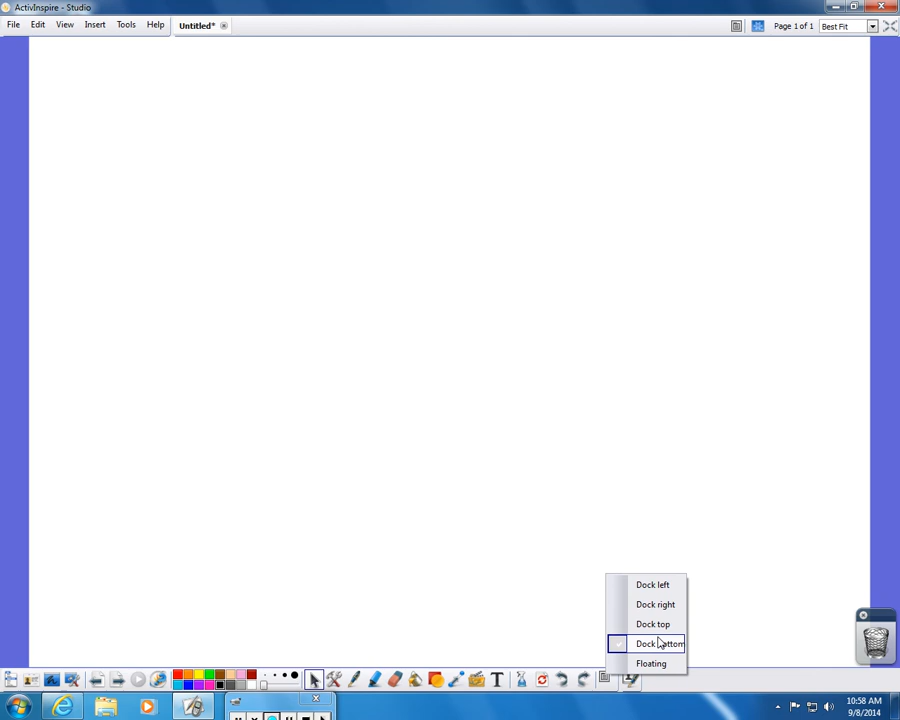 ActivInspire - Studio
File Edit View Insert Tools Help Untitled* Page 1 of 1 Best Fit
Dock left
Dock right
Dock top
Dock bottom
Floating
T
10:58 AM
9/8/2014